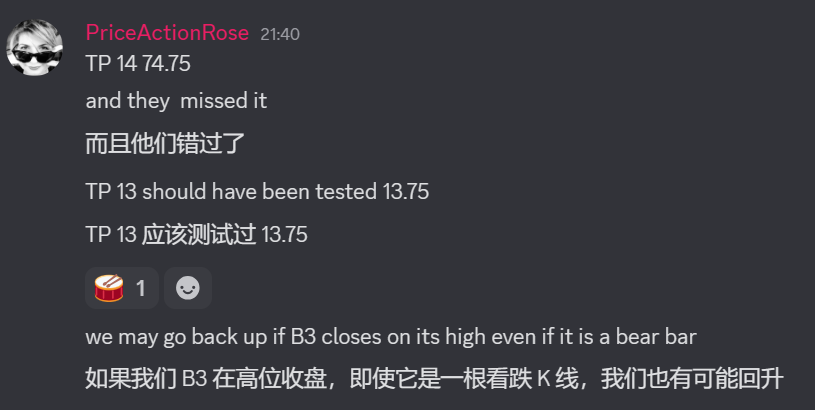 PriceActionRose 21:40
TP 14 74.75
and they missed it
而且他们错过了
TP 13 should have been tested 13.75
TP 13 应该测试过 13.75
1
we may go back up if B3 closes on its high even if it is a bear bar
如果我们 B3 在高位收盘，即使它是一根看跌 K 线，我们也有可能回升